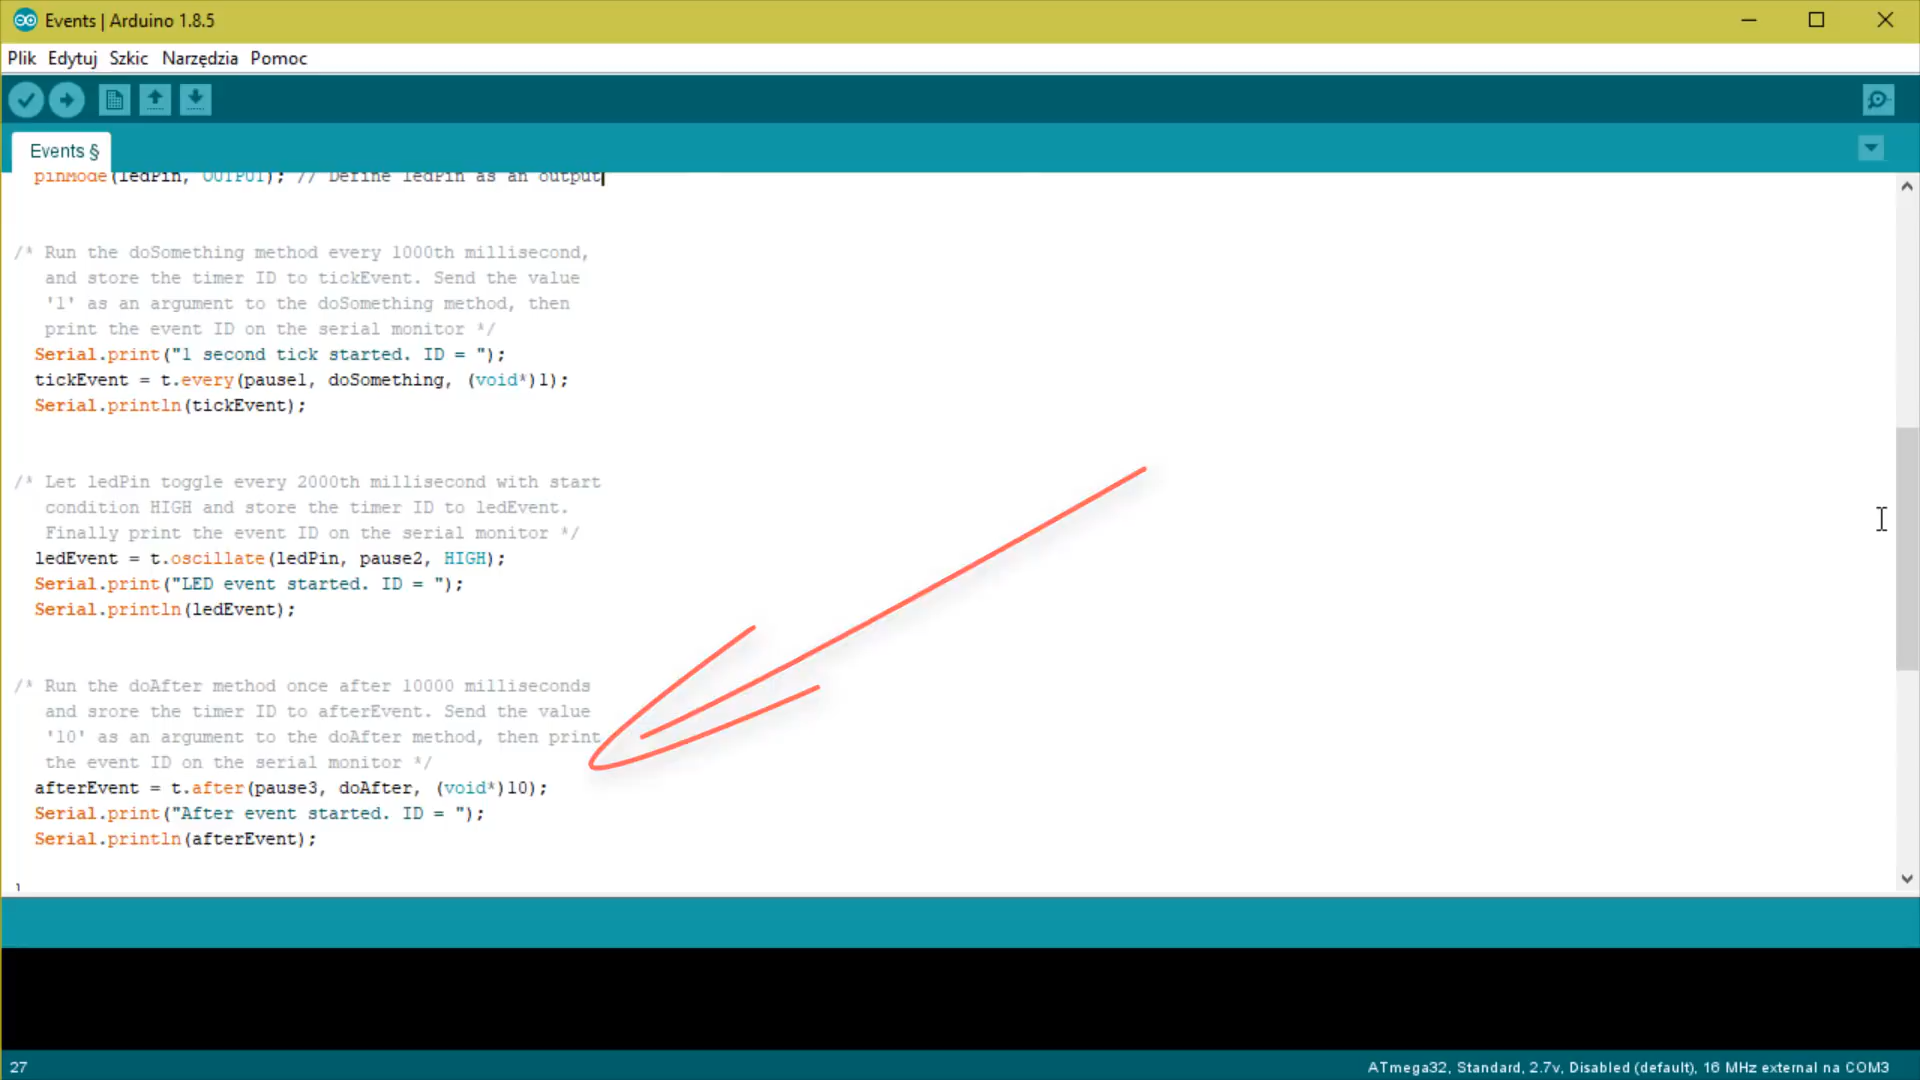 Events | Arduino 1.8.5
Plik Edytuj Szkic Narzędzia Pomoc
Events §
pinMode(ledPin, OUTPUT); // Define ledPin as an output
/* Run the doSomething method every 1000th millisecond,
and store the timer ID to tickEvent. Send the value
'1' as an argument to the doSomething method, then
print the event ID on the serial monitor */
Serial.print("1 second tick started. ID = ");
tickEvent = t.every(pause1, doSomething, (void*)1);
Serial.println(tickEvent);
/* Let ledPin toggle every 2000th millisecond with start
condition HIGH and store the timer ID to ledEvent.
Finally print the event ID on the serial monitor */
ledEvent = t.oscillate(ledPin, pause2, HIGH);
Serial.print("LED event started. ID = ");
Serial.println(ledEvent);
/* Run the doAfter method once after 10000 milliseconds
and srore the timer ID to afterEvent. Send the value
'10' as an argument to the doAfter method, then print
the event ID on the serial monitor */
afterEvent = t.after(pause3, doAfter, (void*)10);
Serial.print("After event started. ID = ");
Serial.println(afterEvent);
}
27
ATmega32, Standard, 2.7v, Disabled (default), 16 MHz external na COM3